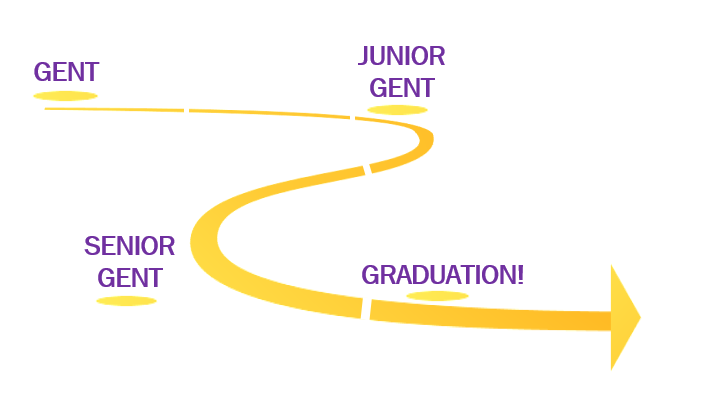 GENT
JUNIOR
GENT
SENIOR
GENT
GRADUATION!